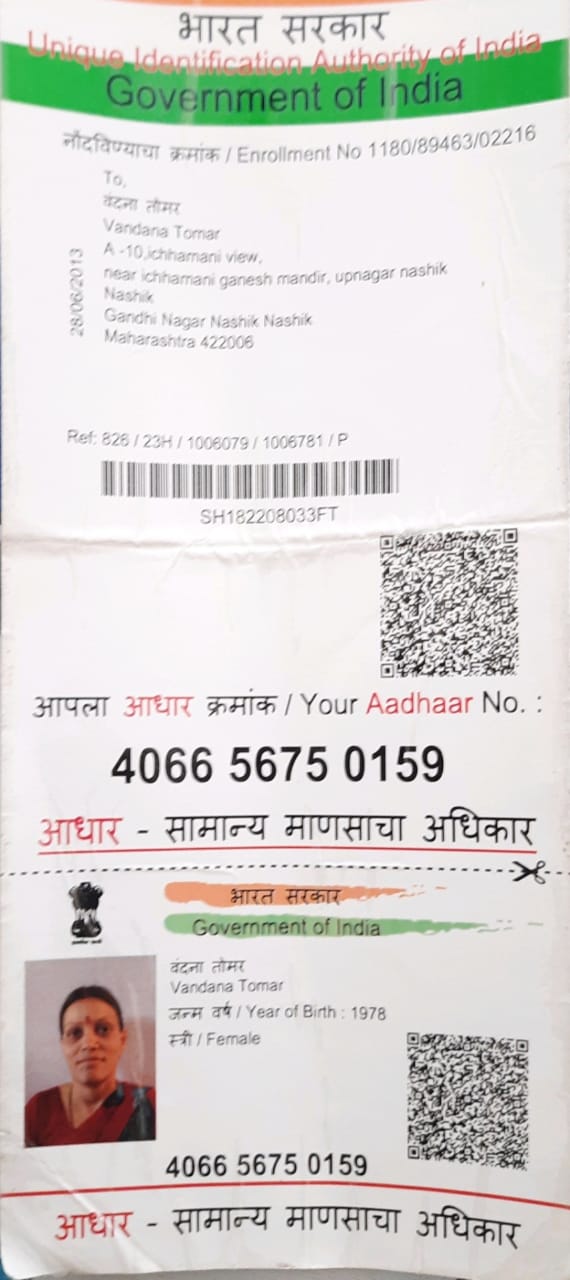 भारत सरकार
Unique Identification Authority of India
Government of India
नोंदविण्याचा क्रमांक / Enrollment No 1180/89463/02216
To,
वंदना तोमर
Vandana Tomar
A -10,ichhamani view,
near ichhamani ganesh mandir, upnagar nashik
Nashik
Gandhi Nagar Nashik Nashik
Maharashtra 422006
28/06/2013
Ref: 826 / 23H / 1006079 / 1006781 / P
SH182208033FT
आपला आधार क्रमांक / Your Aadhaar No. :
4066 5675 0159
आधार - सामान्य माणसाचा अधिकार
भारत सरकार
Government of India
वंदना तोमर
Vandana Tomar
जन्म वर्ष / Year of Birth : 1978
स्त्री / Female
4066 5675 0159
आधार - सामान्य माणसाचा अधिकार